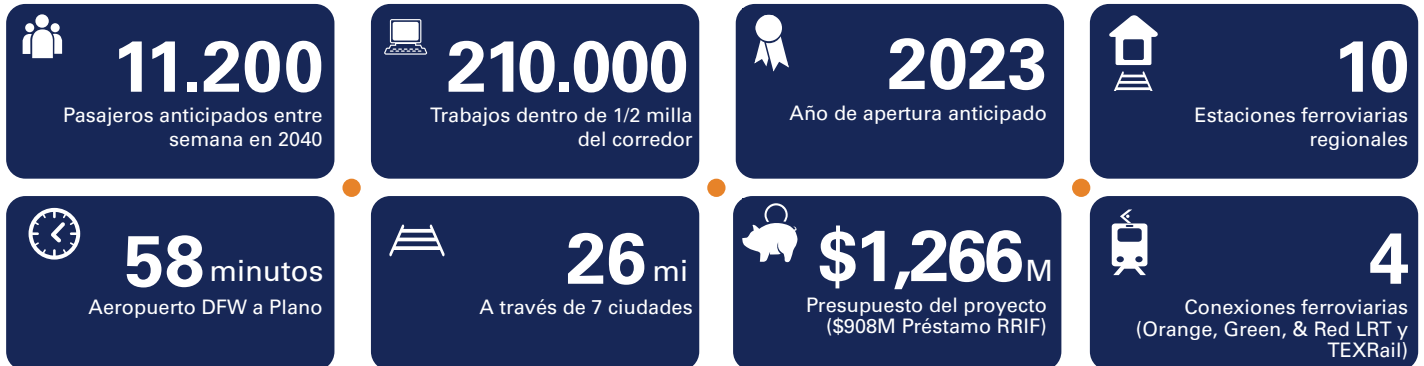 11.200
Pasajeros anticipados entre
semana en 2040
210.000
Trabajos dentro de 1/2 milla
del corredor
2023
Año de apertura anticipado
10
Estaciones ferroviarias
regionales
58 minutos
Aeropuerto DFW a Plano
26 mi
A través de 7 ciudades
$1,266M
Presupuesto del proyecto
($908M Préstamo RRIF)
4
Conexiones ferroviarias
(Orange, Green, & Red LRT y
TEXRail)